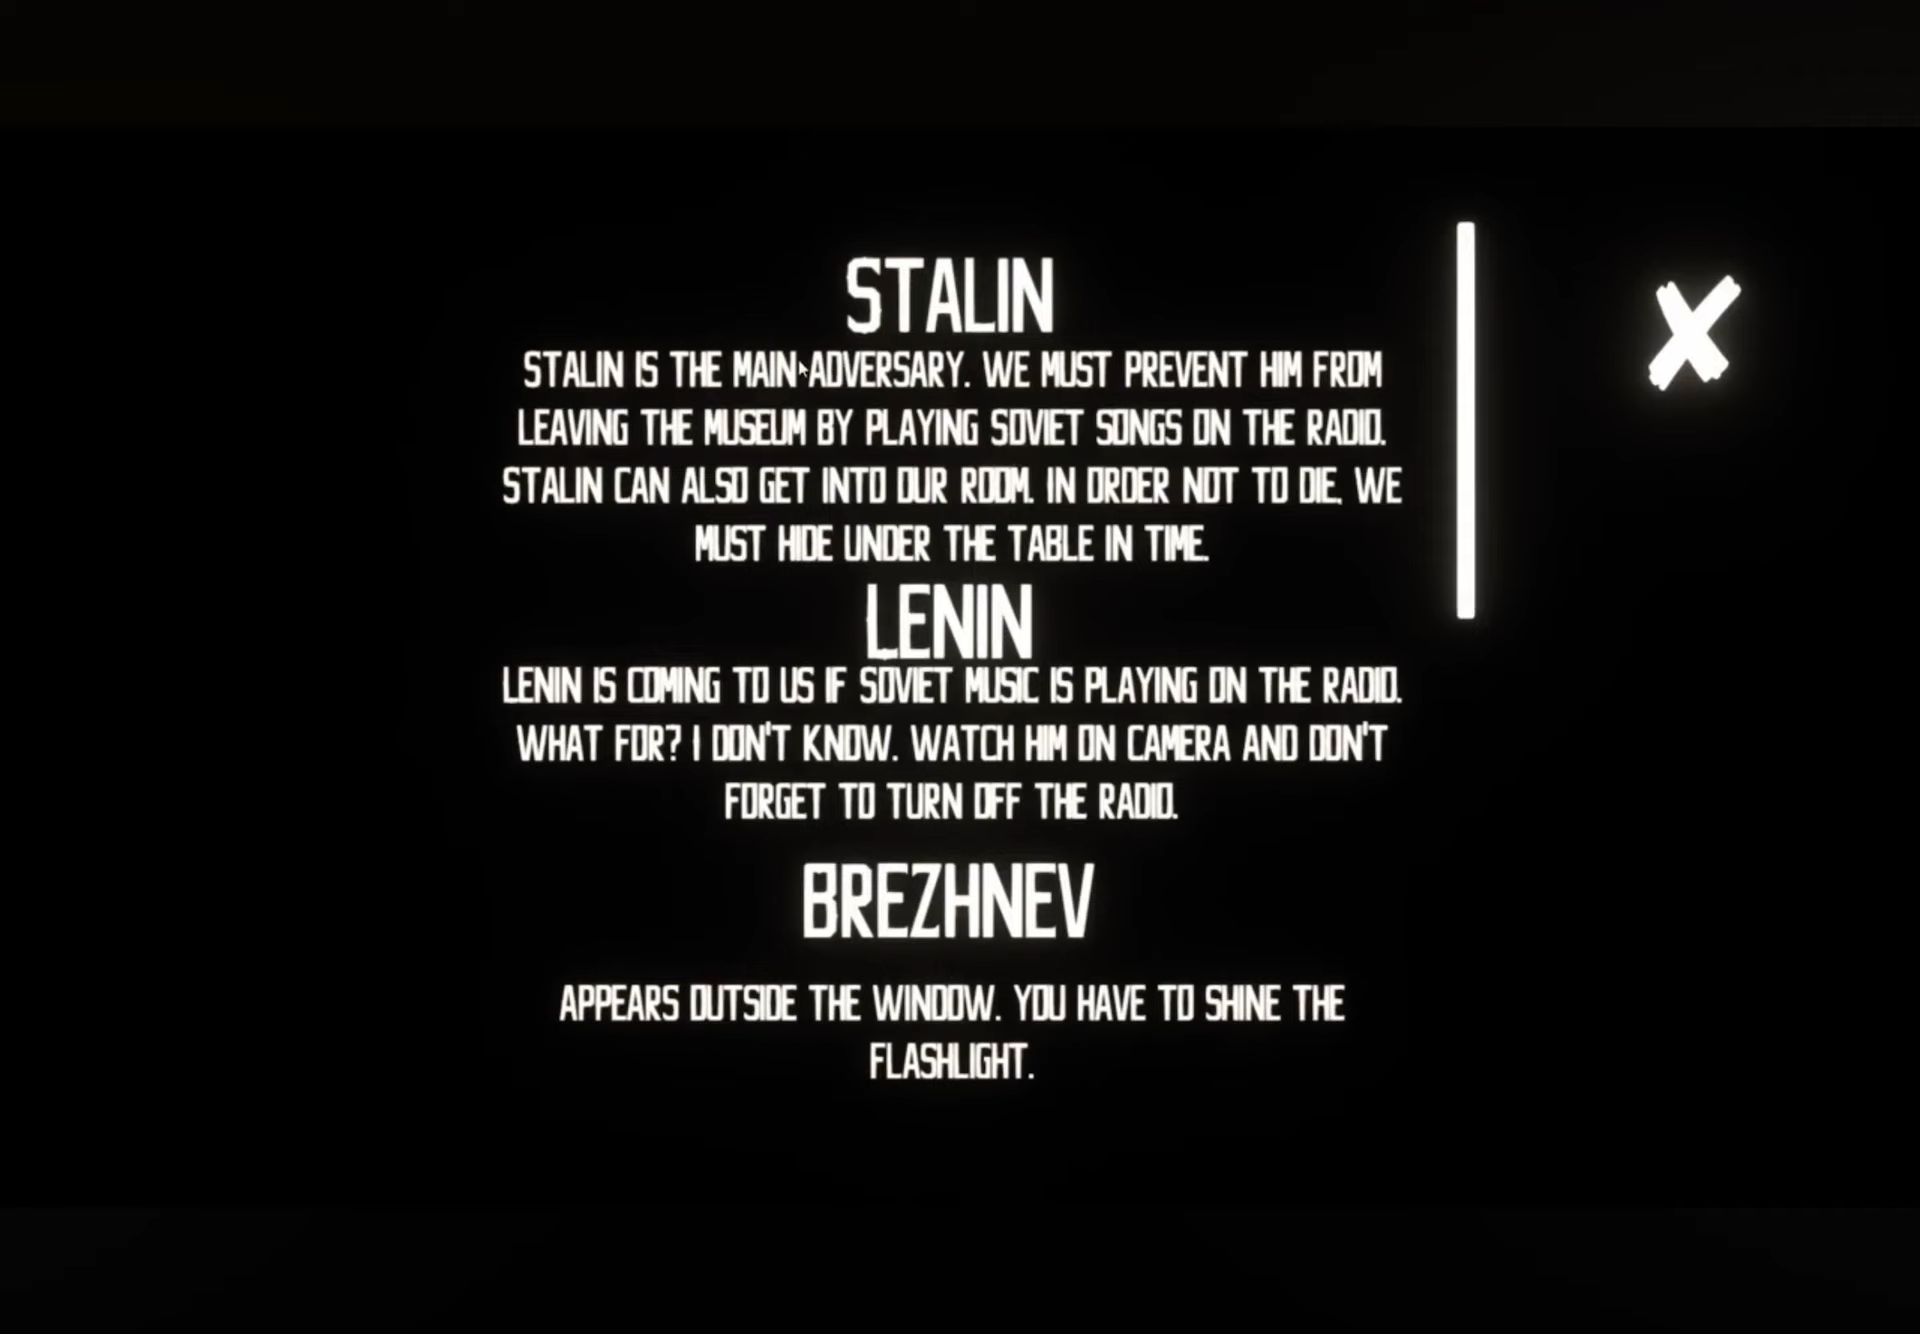 STALIN
STALIN IS THE MAIN ADVERSARY. WE MUST PREVENT HIM FROM
LEAVING THE MUSEUM BY PLAYING SOVIET SONGS ON THE RADIO.
STALIN CAN ALSO GET INTO OUR ROOM. IN ORDER NOT TO DIE, WE
MUST HIDE UNDER THE TABLE IN TIME.
LENIN
LENIN IS COMING TO US IF SOVIET MUSIC IS PLAYING ON THE RADIO.
WHAT FOR? I DON'T KNOW. WATCH HIM ON CAMERA AND DON'T
FORGET TO TURN OFF THE RADIO.
BREZHNEV
APPEARS OUTSIDE THE WINDOW. YOU HAVE TO SHINE THE
FLASHLIGHT.